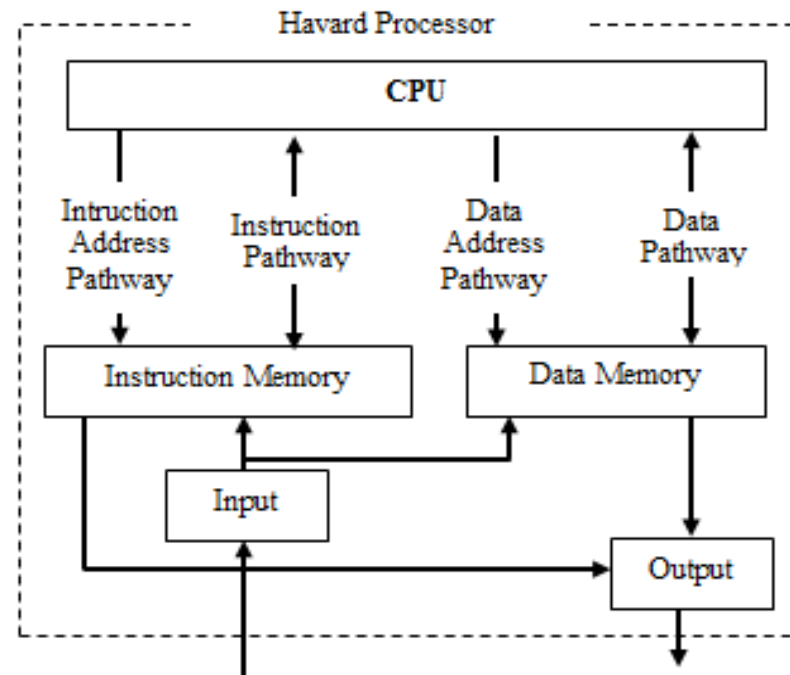 Havard Processor
CPU
Intruction
Address
Pathway
Instruction
Pathway
Data
Address
Pathway
Data
Pathway
Instruction Memory
Data Memory
Input
Output